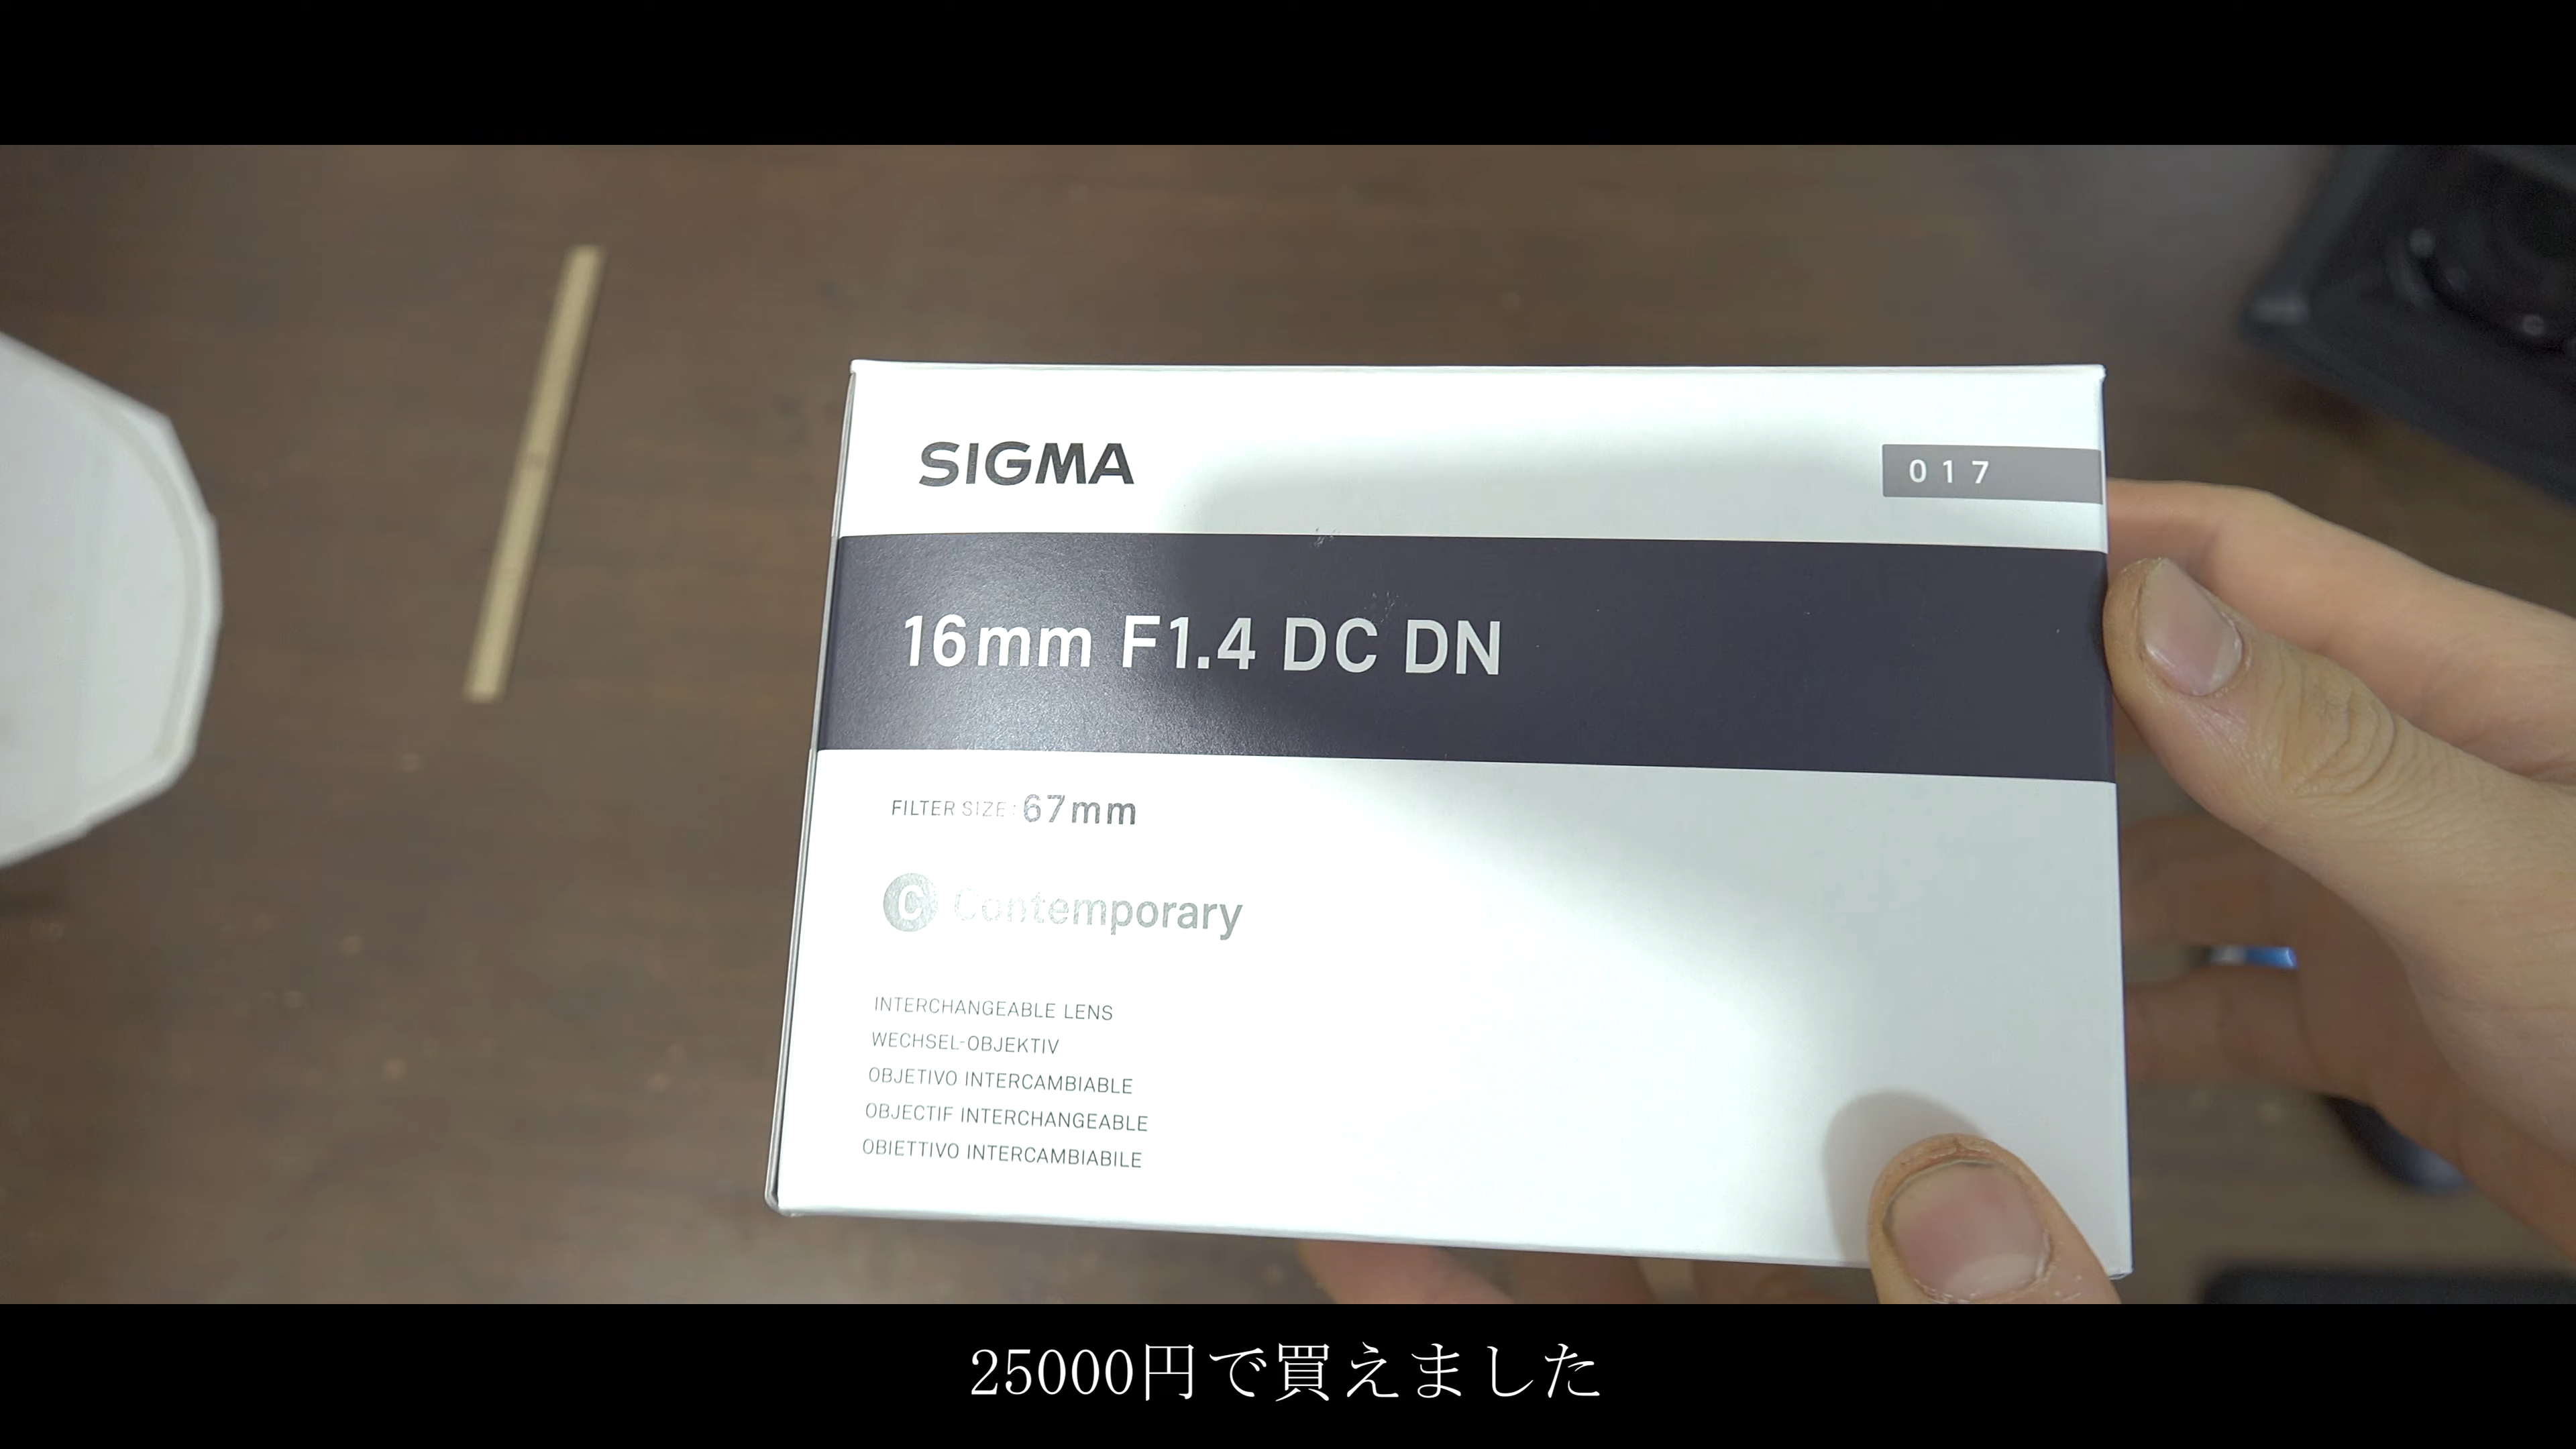 SIGMA
017
16mm F1.4 DC DN
FILTER SIZE: 67mm
C Contemporary
INTERCHANGEABLE LENS
WECHSEL-OBJEKTIV
OBJETIVO INTERCAMBIABLE
OBJECTIF INTERCHANGEABLE
OBIETTIVO INTERCAMBIABILE
25000円で買えました